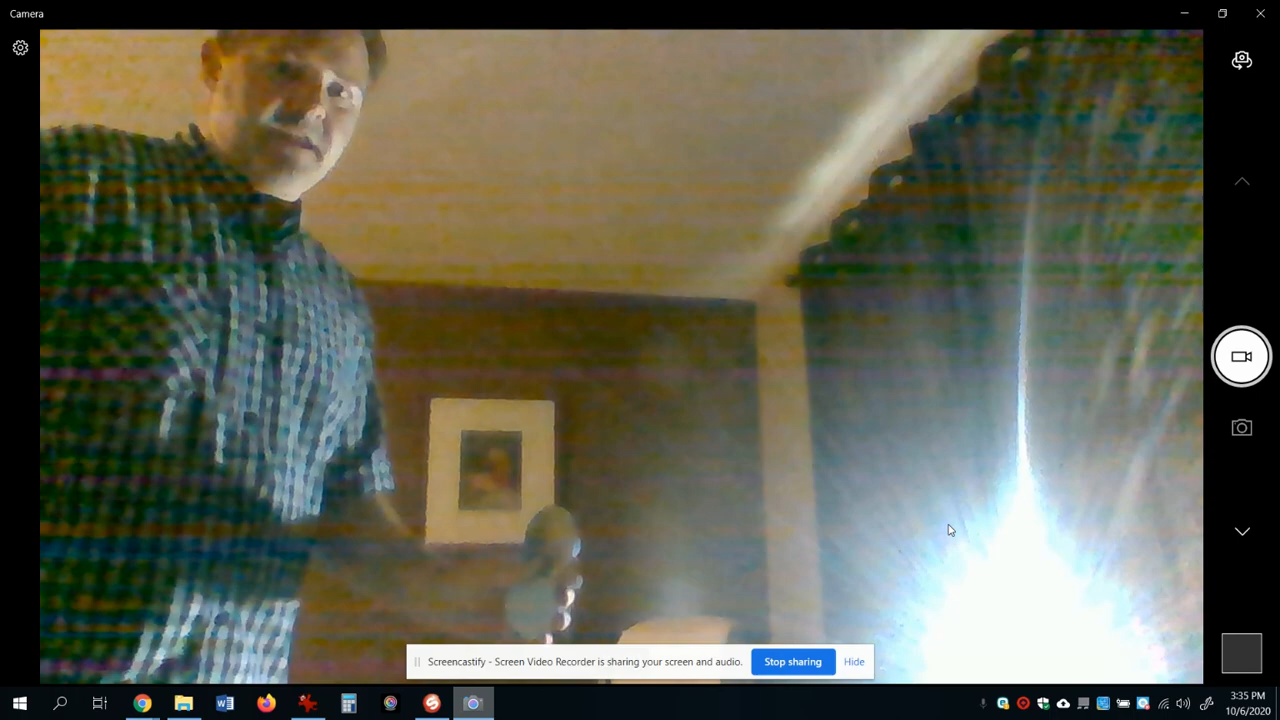 Camera
Screencastify - Screen Video Recorder is sharing your screen and audio.
Stop sharing
Hide
3:35 PM
10/6/2020